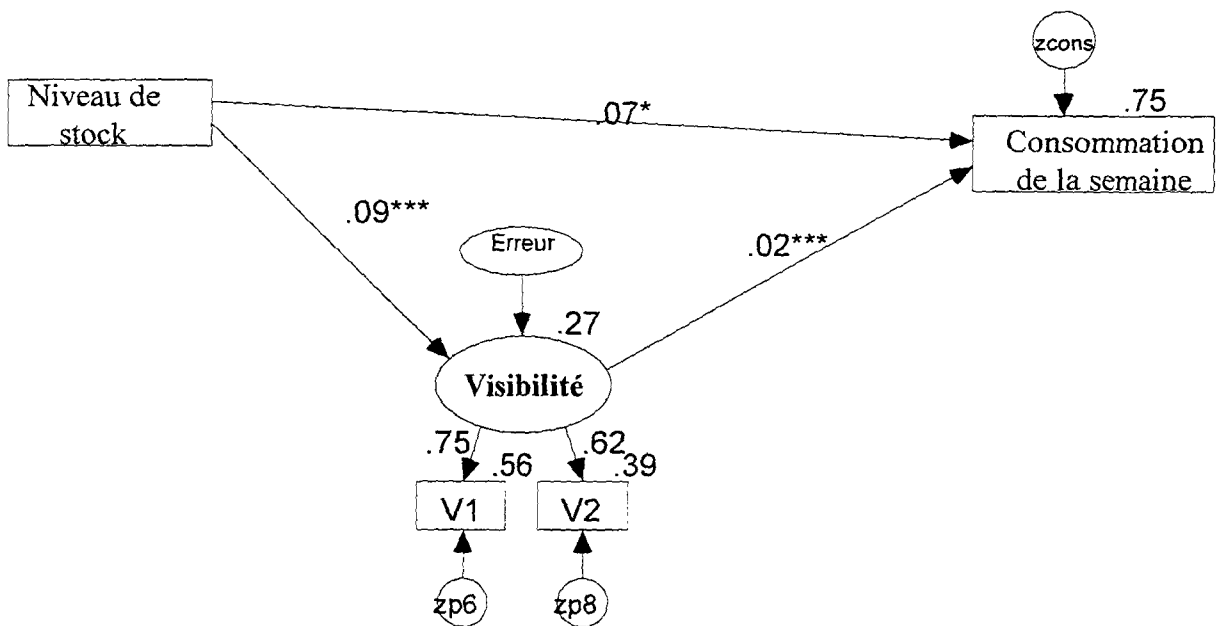 zcons
Niveau de
stock
.75
.07*
Consommation
de la semaine
.09***
Erreur
.02***
.27
Visibilité
.75
.62
.56
.39
V1
V2
zp6
zp8